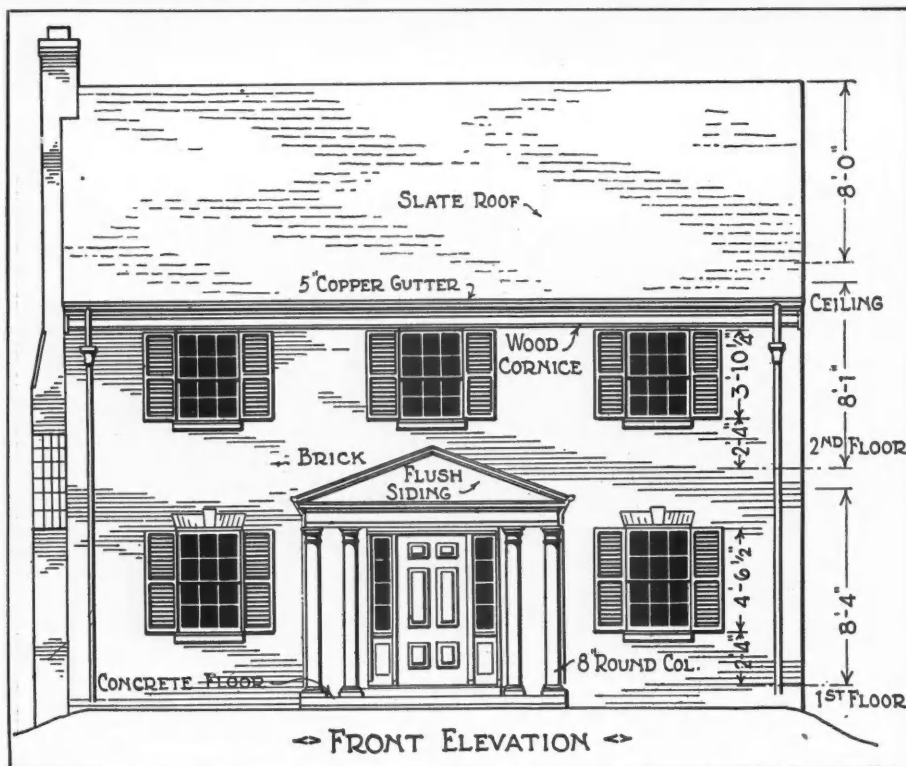 8'-0"
SLATE ROOF
5" COPPER GUTTER
CEILING
WOOD
CORNICE
3'-10¼"
8'-1"
2'-4"
2ND FLOOR
BRICK
FLUSH
SIDING
4'-6½"
8'-4"
2'-4"
8" ROUND COL.
CONCRETE FLOOR
1ST FLOOR
<> FRONT ELEVATION <>